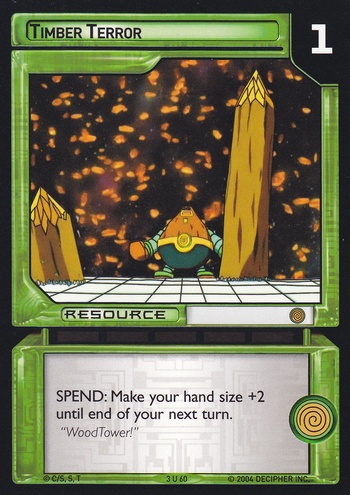 TIMBER TERROR
1
RESOURCE
SPEND: Make your hand size +2
until end of your next turn.
"WoodTower!"
© C/S, S, T
3 U 60
© 2004 DECIPHER INC.